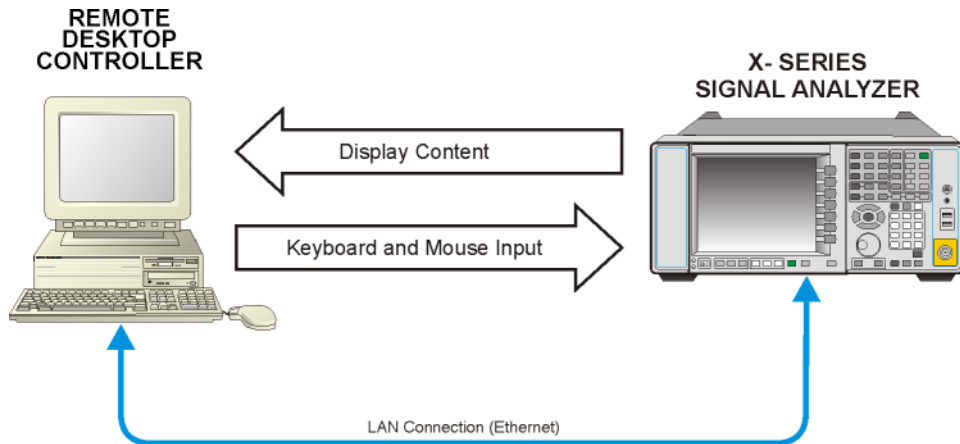 REMOTE
DESKTOP
CONTROLLER
X- SERIES
SIGNAL ANALYZER
Display Content
Keyboard and Mouse Input
LAN Connection (Ethernet)